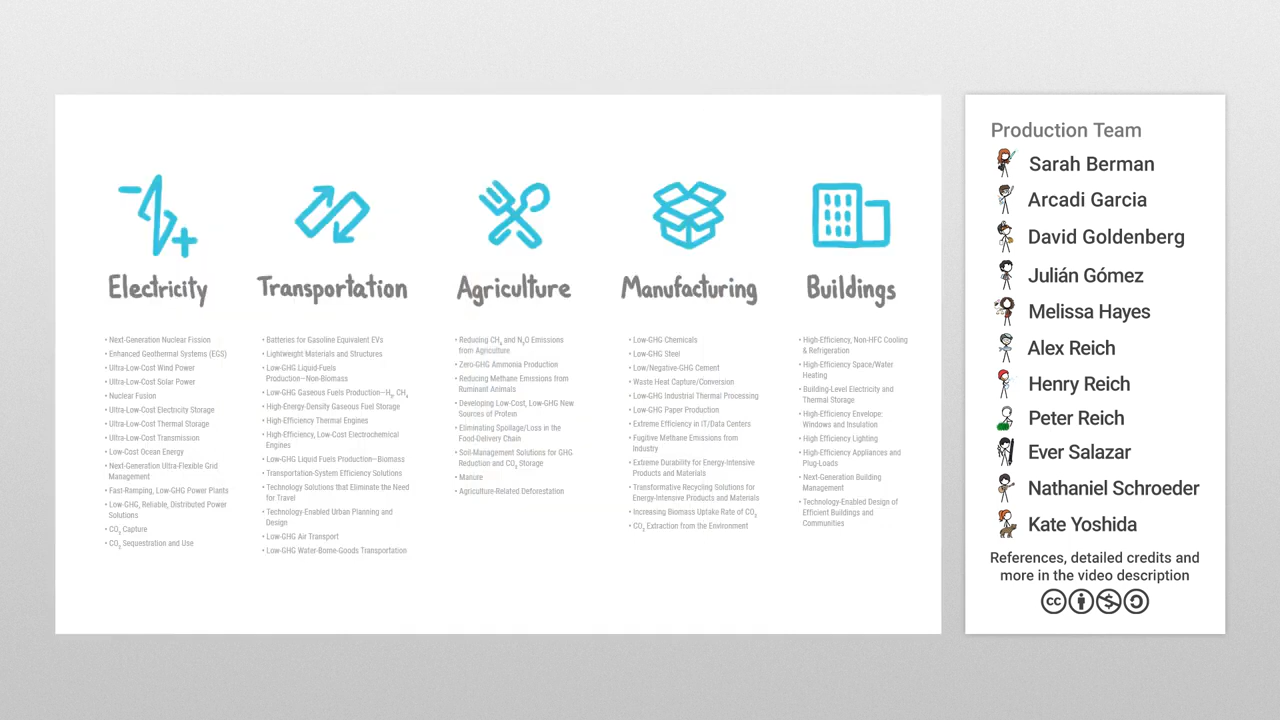 Electricity
• Next-Generation Nuclear Fission
• Enhanced Geothermal Systems (EGS)
• Ultra-Low-Cost Wind Power
• Ultra-Low-Cost Solar Power
• Nuclear Fusion
• Ultra-Low-Cost Electricity Storage
• Ultra-Low-Cost Thermal Storage
• Ultra-Low-Cost Transmission
• Low-Cost Ocean Energy
• Next-Generation Ultra-Flexible Grid
Management
• Fast-Ramping, Low-GHG Power Plants
• Low-GHG, Reliable, Distributed Power
Solutions
• CO₂ Capture
• CO₂ Sequestration and Use
Transportation
• Batteries for Gasoline Equivalent EVs
• Lighlweight Materials and Structures
• Low-GHG Liquid-Fuels
Production—Non-Biomass
• Low-GHG Gaseous Fuels Production—H₂, CH₄
• High-Energy-Density Gaseous Fuel Storage
• High-Efficiency Thermal Engines
• High-Efficiency, Low-Cost Electrochemical
Engines
• Low-GHG Liquid Fuels Production—Biomass
• Transportation-System Efficiency Solutions
• Technology Solutions that Eliminate the Need
for Travel
• Technology-Enabled Urban Planning and
Design
• Low-GHG Air Transport
• Low-GHG Water-Borne-Goods Transportation
Agriculture
• Reducing CH₄ and N₂O Emissions
from Agriculture
• Zero-GHG Ammonia Production
• Reducing Methane Emissions from
Ruminant Animals
• Developing Low-Cost, Low-GHG New
Sources of Protein
• Eliminating Spoilage/Loss in the
Food-Delivery Chain
• Soil-Management Solutions for GHG
Reduction and CO₂ Storage
• Manure
• Agriculture-Related Deforestation
Manufacturing
• Low-GHG Chemicals
• Low-GHG Steel
• Low/Negative-GHG Cement
• Waste Heat Capture/Conversion
• Low-GHG Industrial Thermal Processing
• Low-GHG Paper Production
• Extreme Efficiency in IT/Data Centers
• Fugitive Methane Emissions from
Industry
• Extreme Durability for Energy-Intensive
Products and Materials
• Transformative Recycling Solutions for
Energy-Intensive Products and Materials
• Increasing Biomass Uptake Rate of CO₂
• CO₂ Extraction from the Environment
Buildings
• High-Efficiency, Non-HFC Cooling
& Refrigeration
• High-Efficiency Space/Water
Heating
• Building-Level Electricity and
Thermal Storage
• High-Efficiency Envelope:
Windows and Insulation
• High Efficiency Lighting
• High-Efficiency Appliances and
Plug-Loads
• Next-Generation Building
Management
• Technology-Enabled Design of
Efficient Buildings and
Communities
Production Team
Sarah Berman
Arcadi Garcia
David Goldenberg
Julián Gómez
Melissa Hayes
Alex Reich
Henry Reich
Peter Reich
Ever Salazar
Nathaniel Schroeder
Kate Yoshida
References, detailed credits and
more in the video description
cc